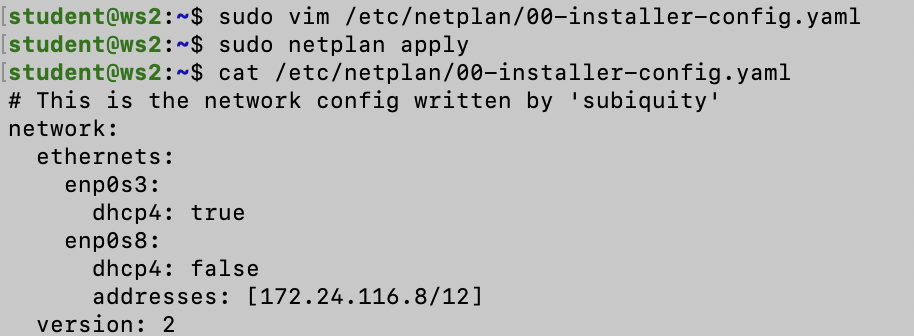 [student@ws2:~$ sudo vim /etc/netplan/00-installer-config.yaml
[student@ws2:~$ sudo netplan apply
[student@ws2:~$ cat /etc/netplan/00-installer-config.yaml
# This is the network config written by 'subiquity'
network:
  ethernets:
    enp0s3:
      dhcp4: true
    enp0s8:
      dhcp4: false
      addresses: [172.24.116.8/12]
  version: 2